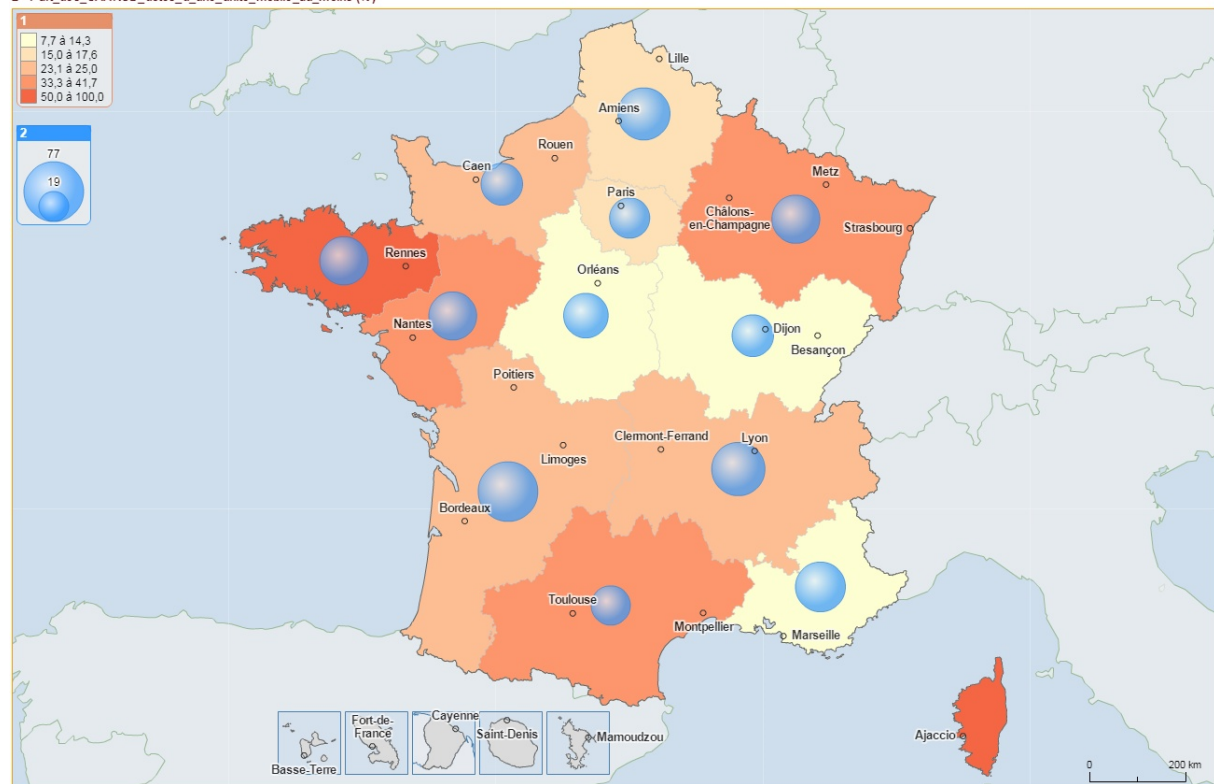 1
7,7 à 14,3
15,0 à 17,6
23,1 à 25,0
33,3 à 41,7
50,0 à 100,0
2
77
19
Lille
Amiens
Rouen
Caen
Metz
Paris
Châlons-
en-Champagne
Strasbourg
Rennes
Orléans
Nantes
Dijon
Besançon
Poitiers
Clermont-Ferrand
Lyon
Limoges
Bordeaux
Toulouse
Montpellier
Marseille
Ajaccio
Basse-Terre
Fort-de-
France
Cayenne
Saint-Denis
Mamoudzou
0 200 km